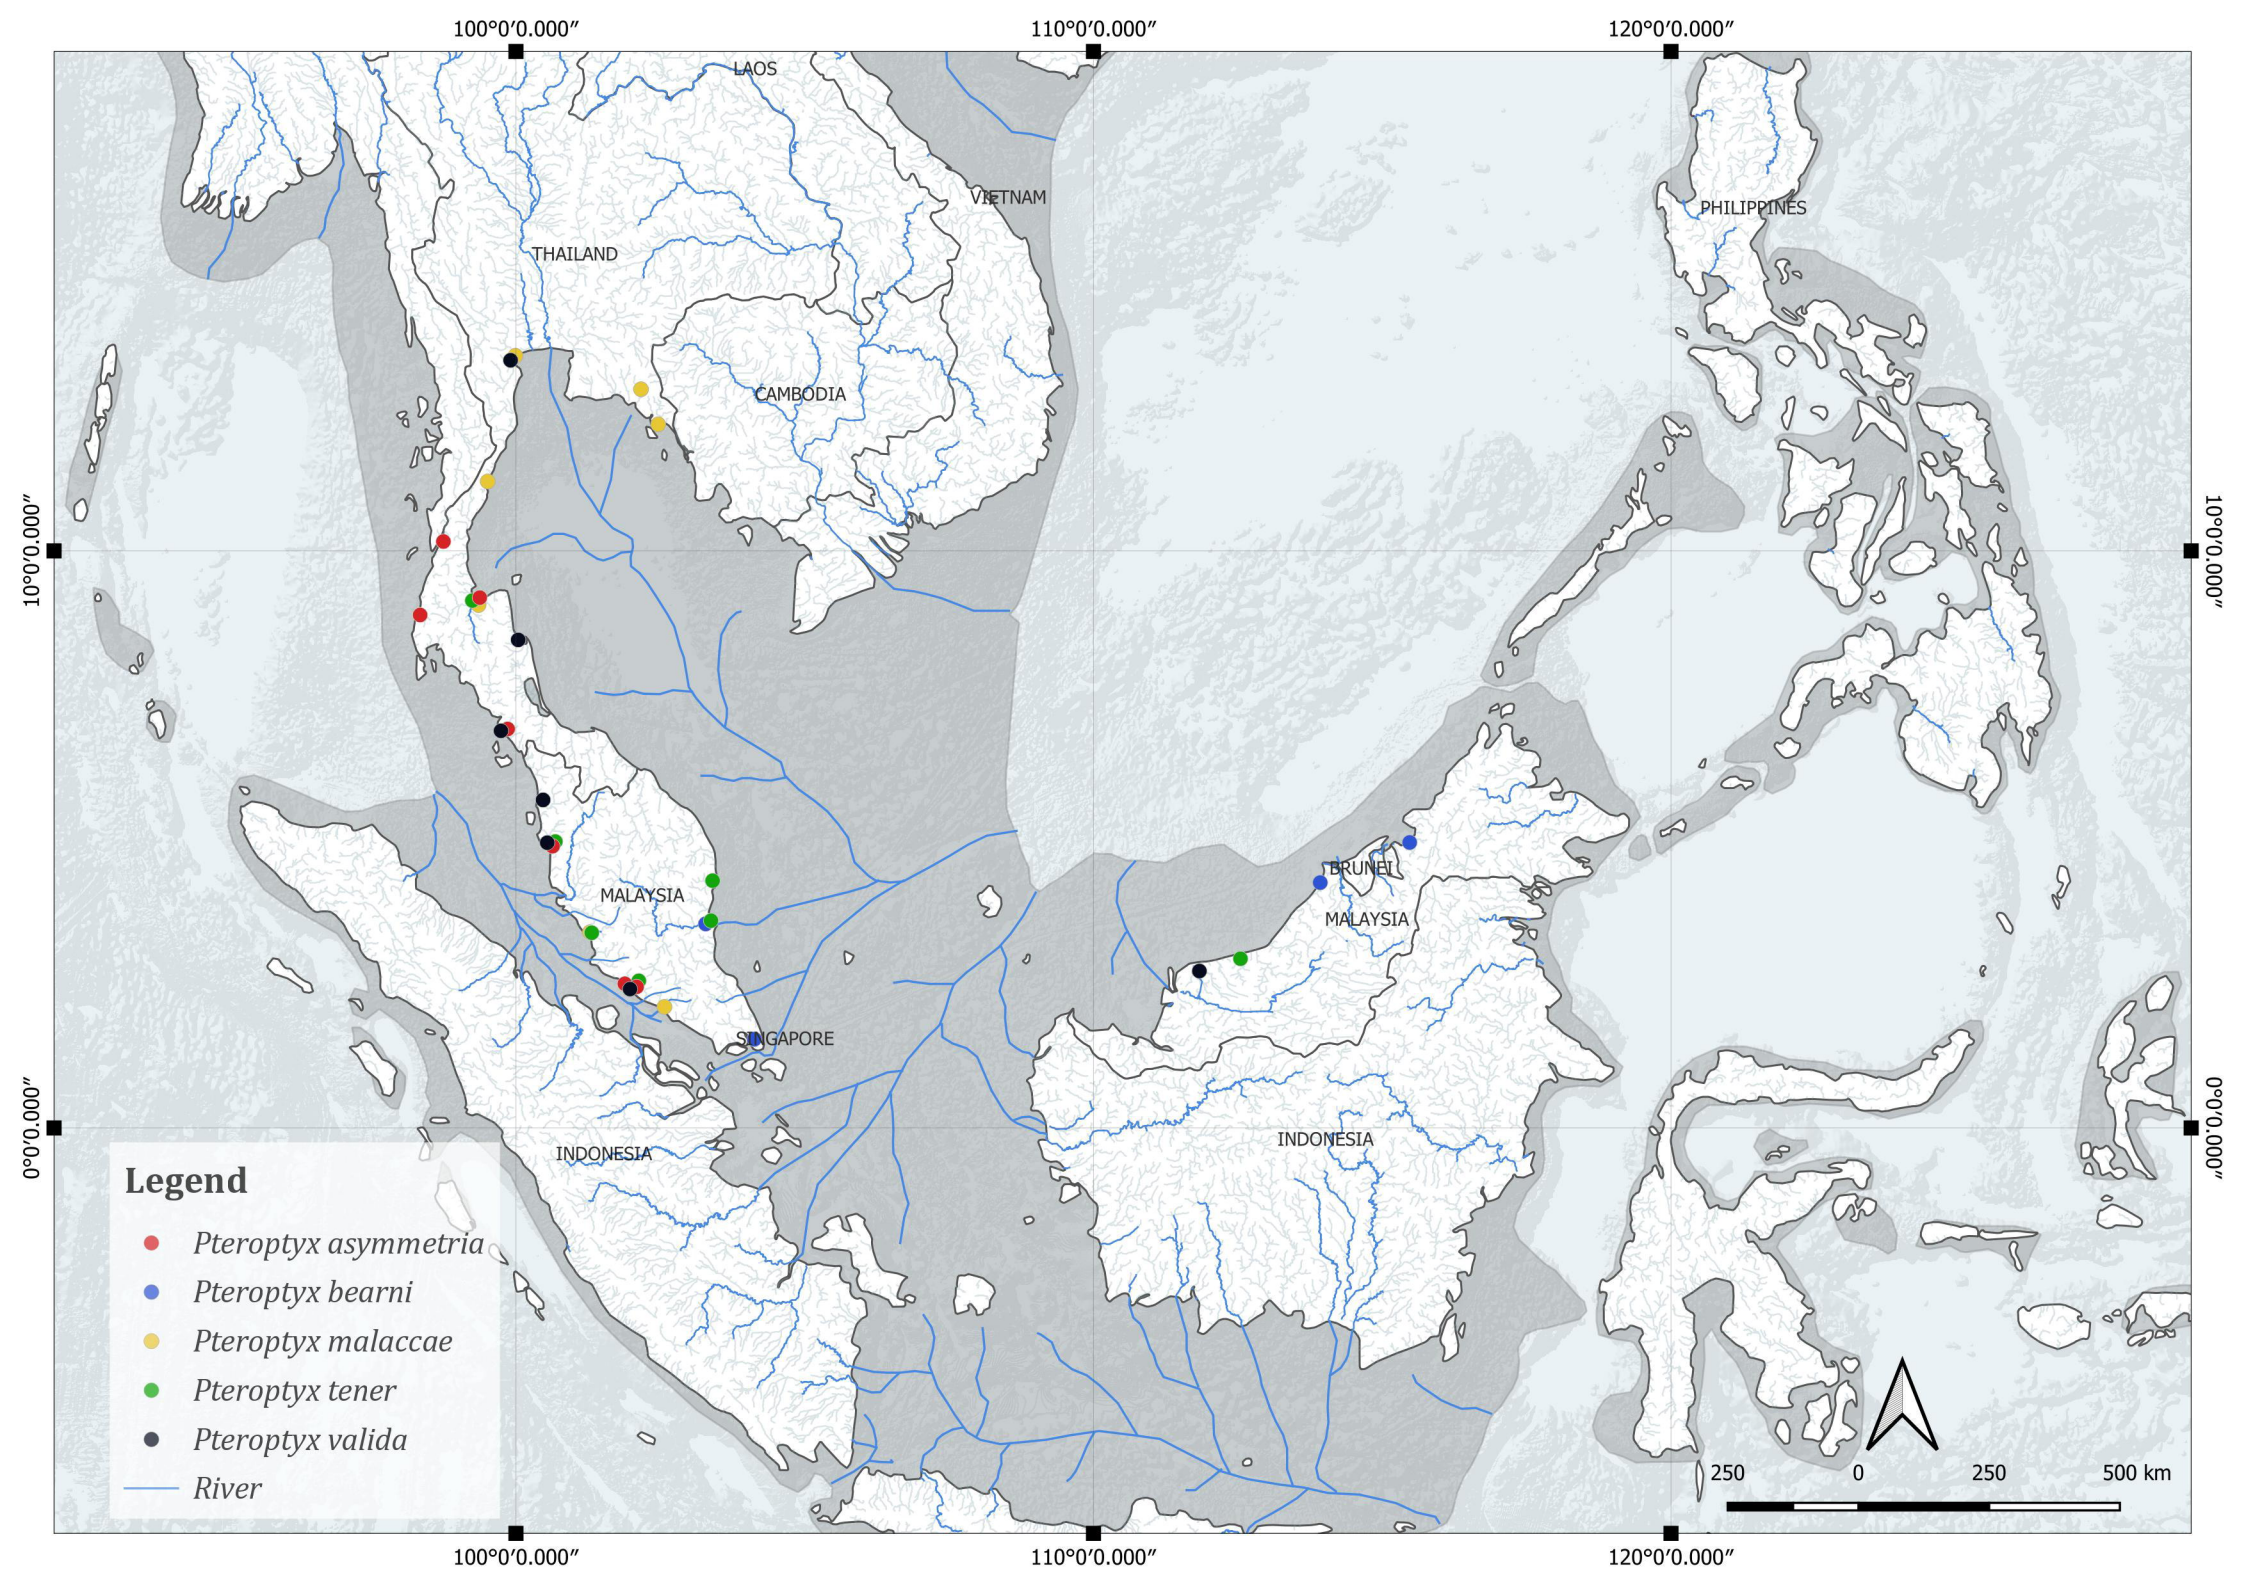 100°0′0.000″ 110°0′0.000″ 120°0′0.000″
LAOS
VIETNAM
PHILIPPINES
THAILAND
CAMBODIA
10°0′0.000″ 10°0′0.000″
BRUNEI
MALAYSIA
MALAYSIA
SINGAPORE
0°0′0.000″ 0°0′0.000″
INDONESIA
INDONESIA
Legend
Pteroptyx asymmetria
Pteroptyx bearni
Pteroptyx malaccae
Pteroptyx tener
Pteroptyx valida
River
250 0 250 500 km
100°0′0.000″ 110°0′0.000″ 120°0′0.000″